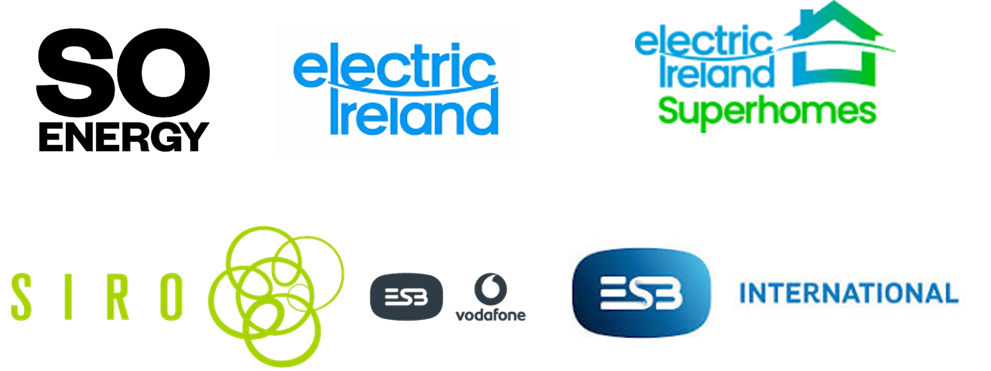 SO
ENERGY
electric
Ireland
electric
Ireland
Superhomes
SIRO
ESB
vodafone
ESB
INTERNATIONAL